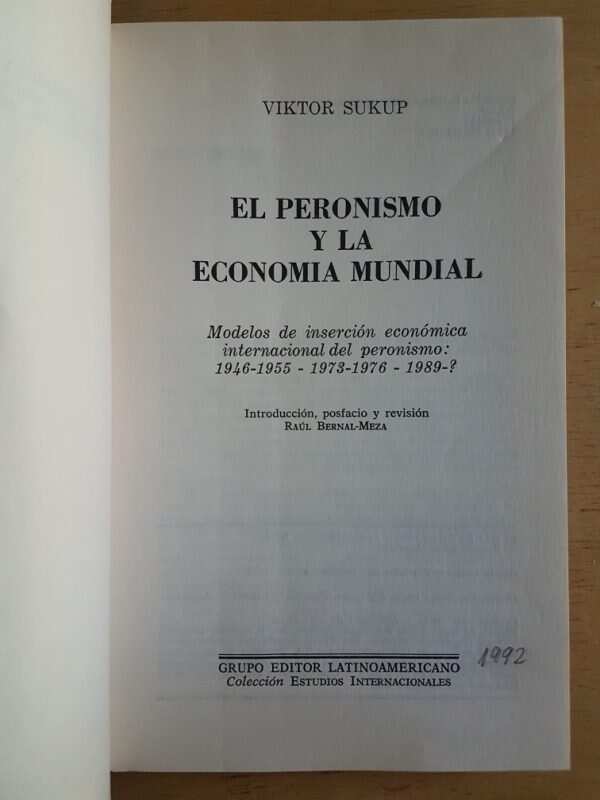 VIKTOR SUKUP
EL PERONISMO
Y LA
ECONOMIA MUNDIAL
Modelos de inserción económica
internacional del peronismo:
1946-1955 - 1973-1976 - 1989-?
Introducción, posfacio y revisión
RAÚL BERNAL-MEZA
GRUPO EDITOR LATINOAMERICANO
Colección ESTUDIOS INTERNACIONALES
1992